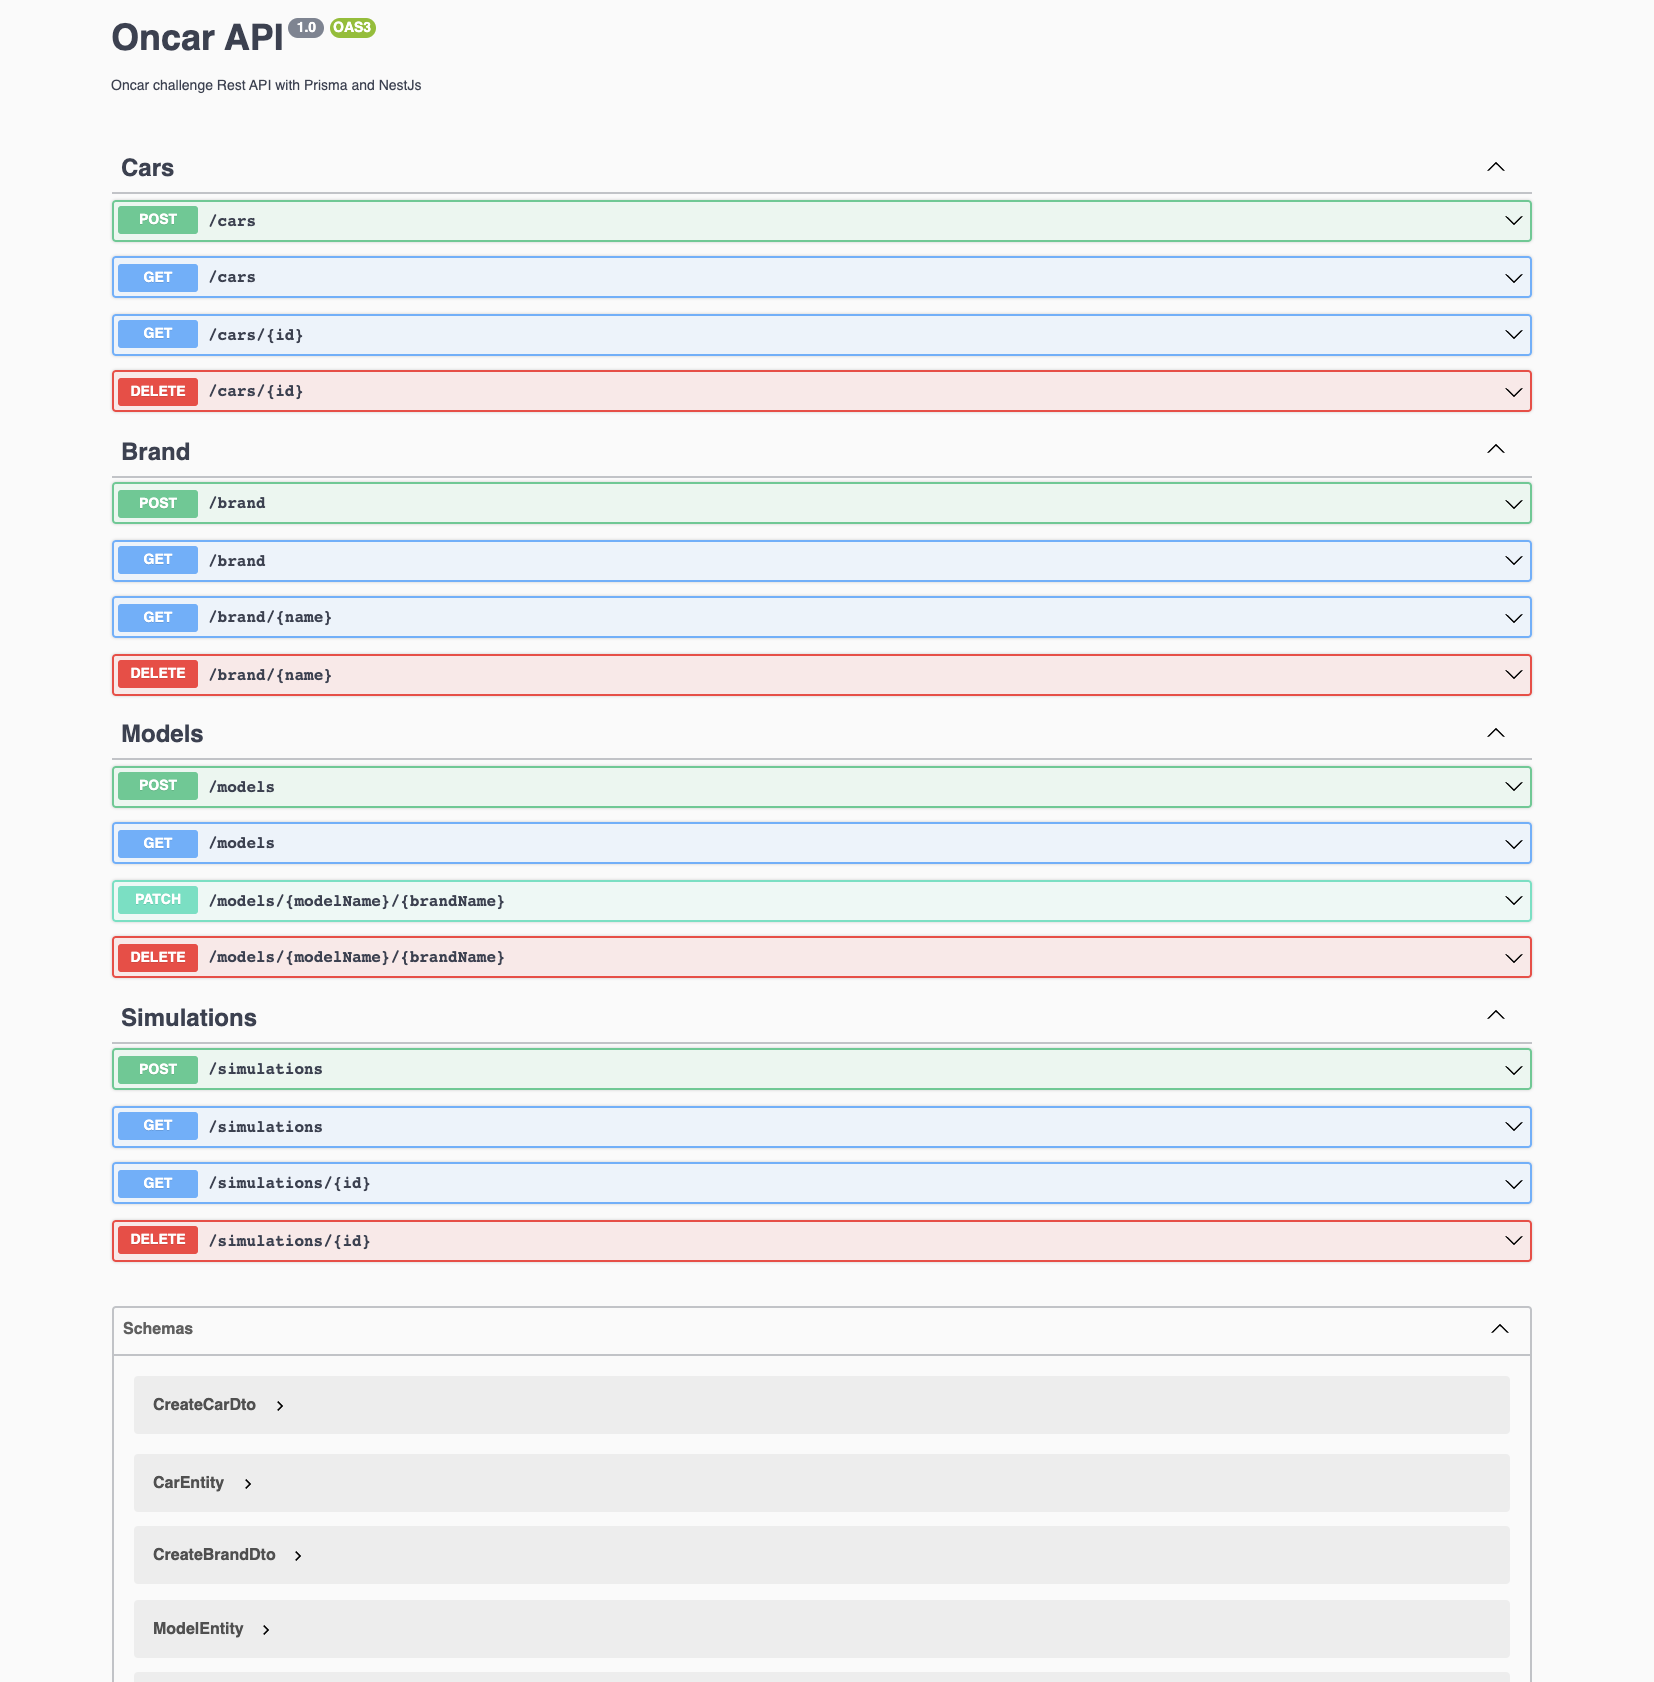 Oncar API 1.0 OAS3
Oncar challenge Rest API with Prisma and NestJs
Cars
POST /cars
GET /cars
GET /cars/{id}
DELETE /cars/{id}
Brand
POST /brand
GET /brand
GET /brand/{name}
DELETE /brand/{name}
Models
POST /models
GET /models
PATCH /models/{modelName}/{brandName}
DELETE /models/{modelName}/{brandName}
Simulations
POST /simulations
GET /simulations
GET /simulations/{id}
DELETE /simulations/{id}
Schemas
CreateCarDto
CarEntity
CreateBrandDto
ModelEntity